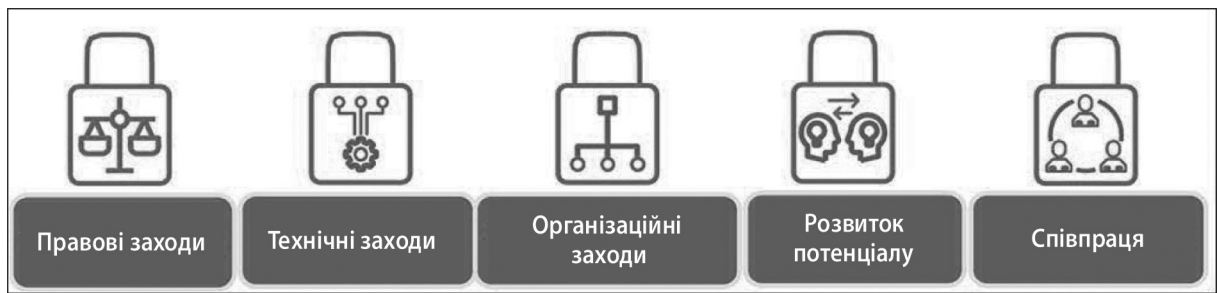 Правові заходи
Технічні заходи
Організаційні
заходи
Розвиток
потенціалу
Співпраця